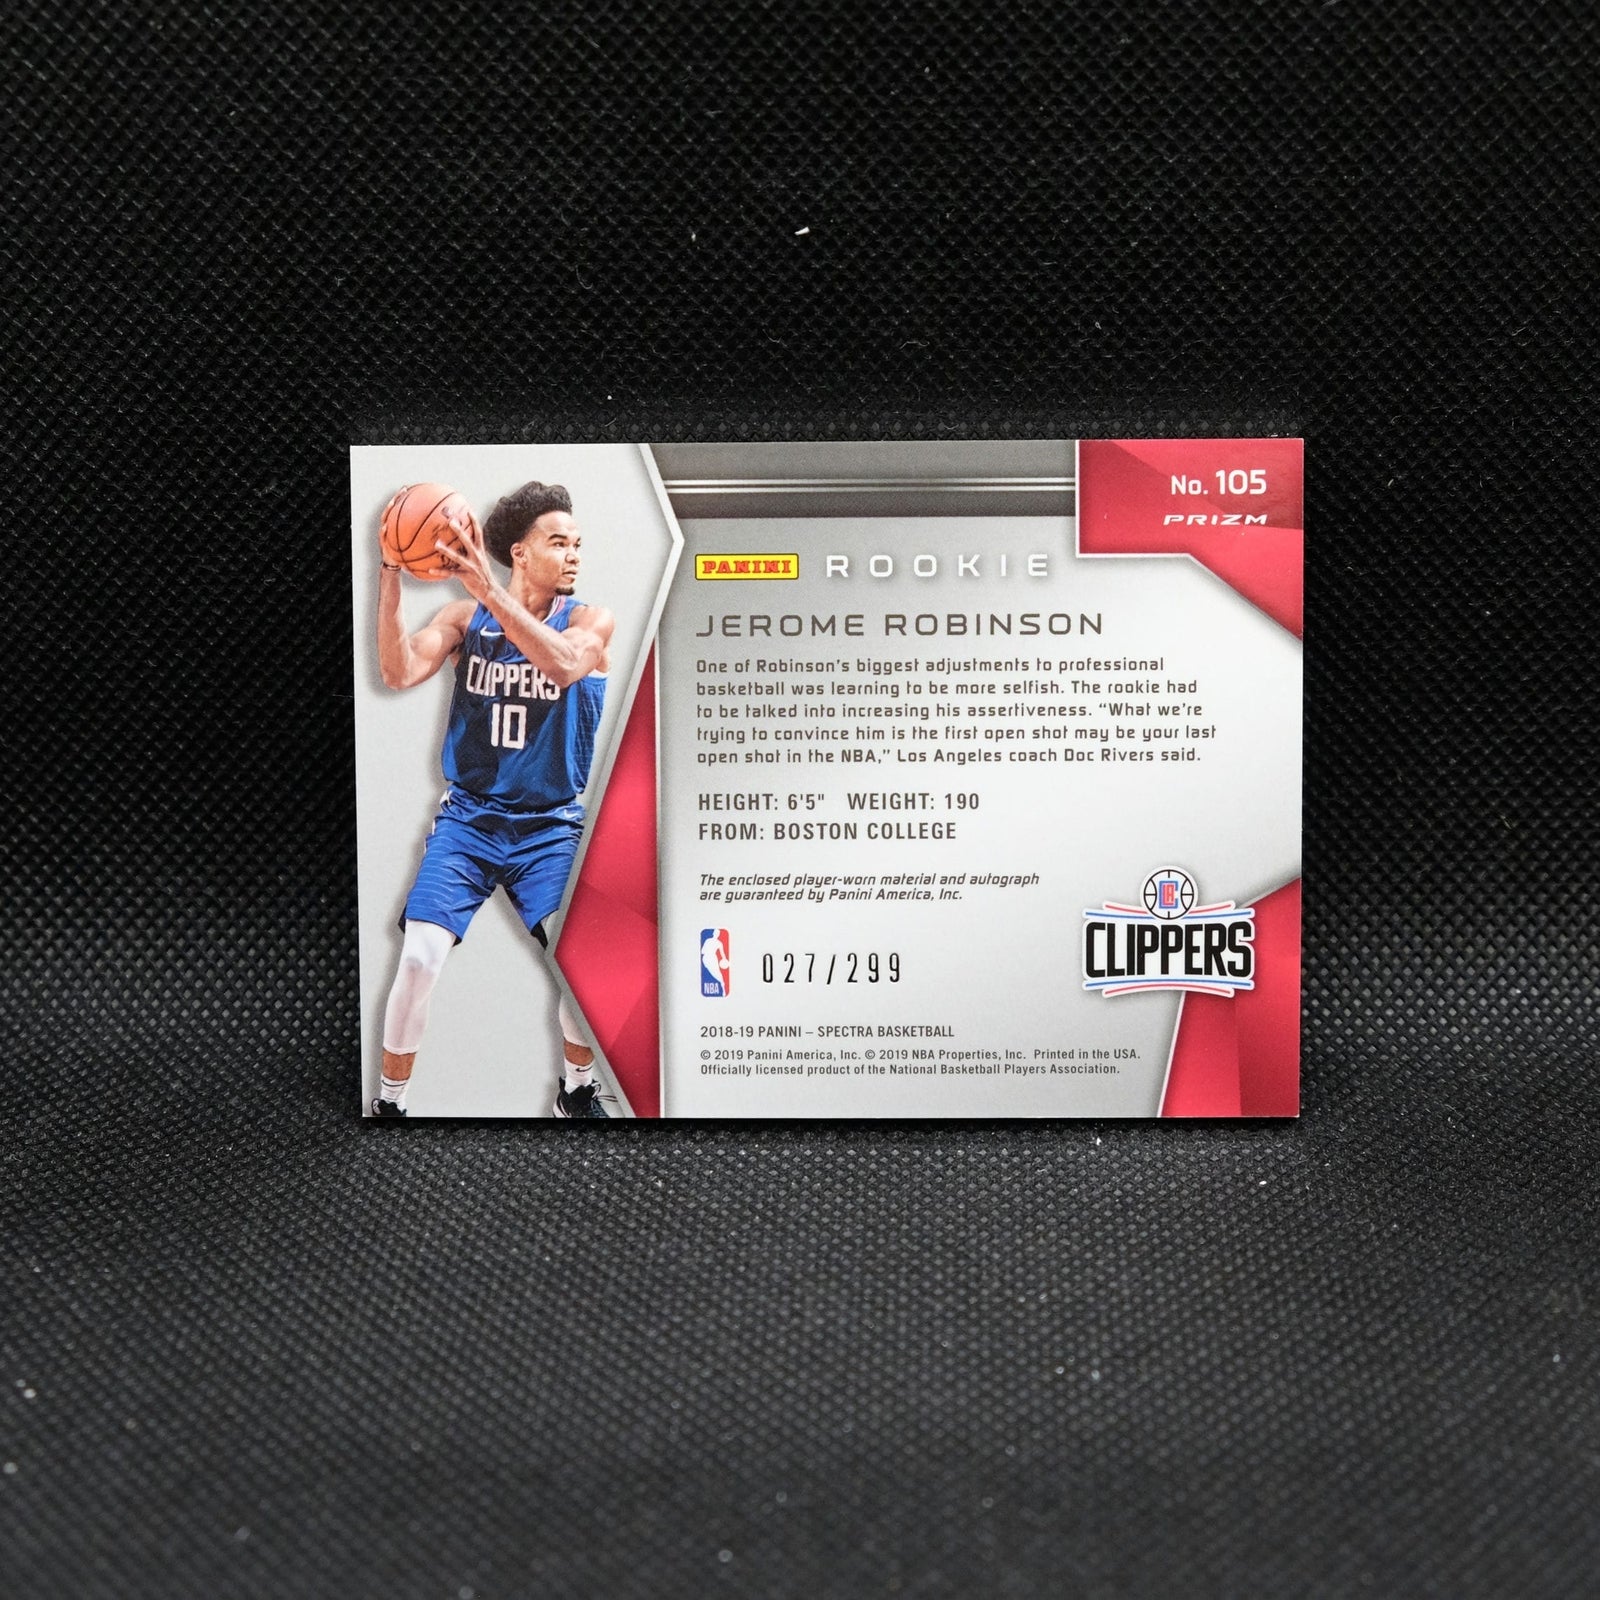 No. 105
PRIZM
PANINI ROOKIE
JEROME ROBINSON
One of Robinson's biggest adjustments to professional
basketball was learning to be more selfish. The rookie had
to be talked into increasing his assertiveness. “What we're
trying to convince him is the first open shot may be your last
open shot in the NBA,” Los Angeles coach Doc Rivers said.
HEIGHT: 6'5" WEIGHT: 190
FROM: BOSTON COLLEGE
The enclosed player-worn material and autograph
are guaranteed by Panini America, Inc.
NBA 027/299
2018-19 PANINI – SPECTRA BASKETBALL
© 2019 Panini America, Inc. © 2019 NBA Properties, Inc. Printed in the USA.
Officially licensed product of the National Basketball Players Association.
CLIPPERS
10
LA
CLIPPERS